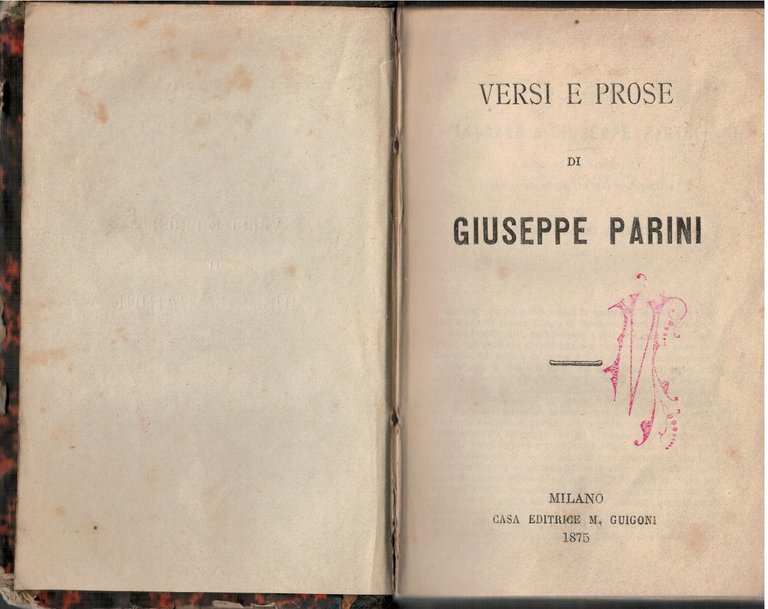 VERSI E PROSE
DI
GIUSEPPE PARINI
MILANO
CASA EDITRICE M. GUIGONI
1875